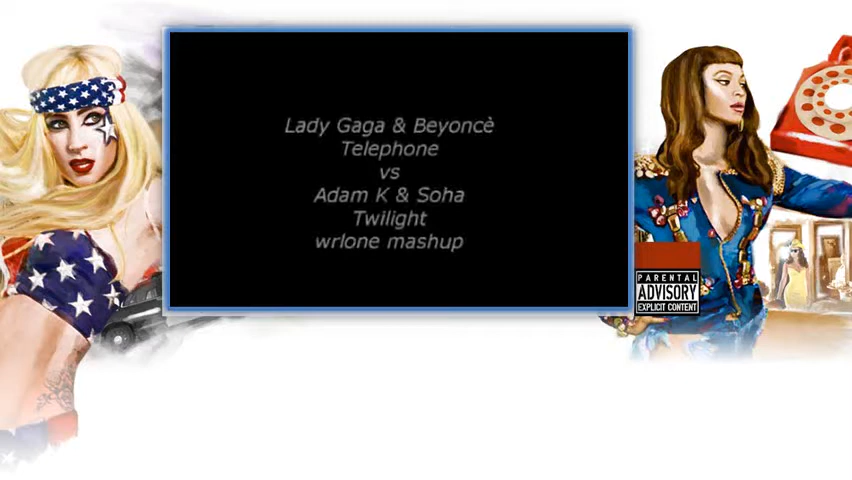 Lady Gaga & Beyoncè
Telephone
vs
Adam K & Soha
Twilight
wrlone mashup
PARENTAL
ADVISORY
EXPLICIT CONTENT